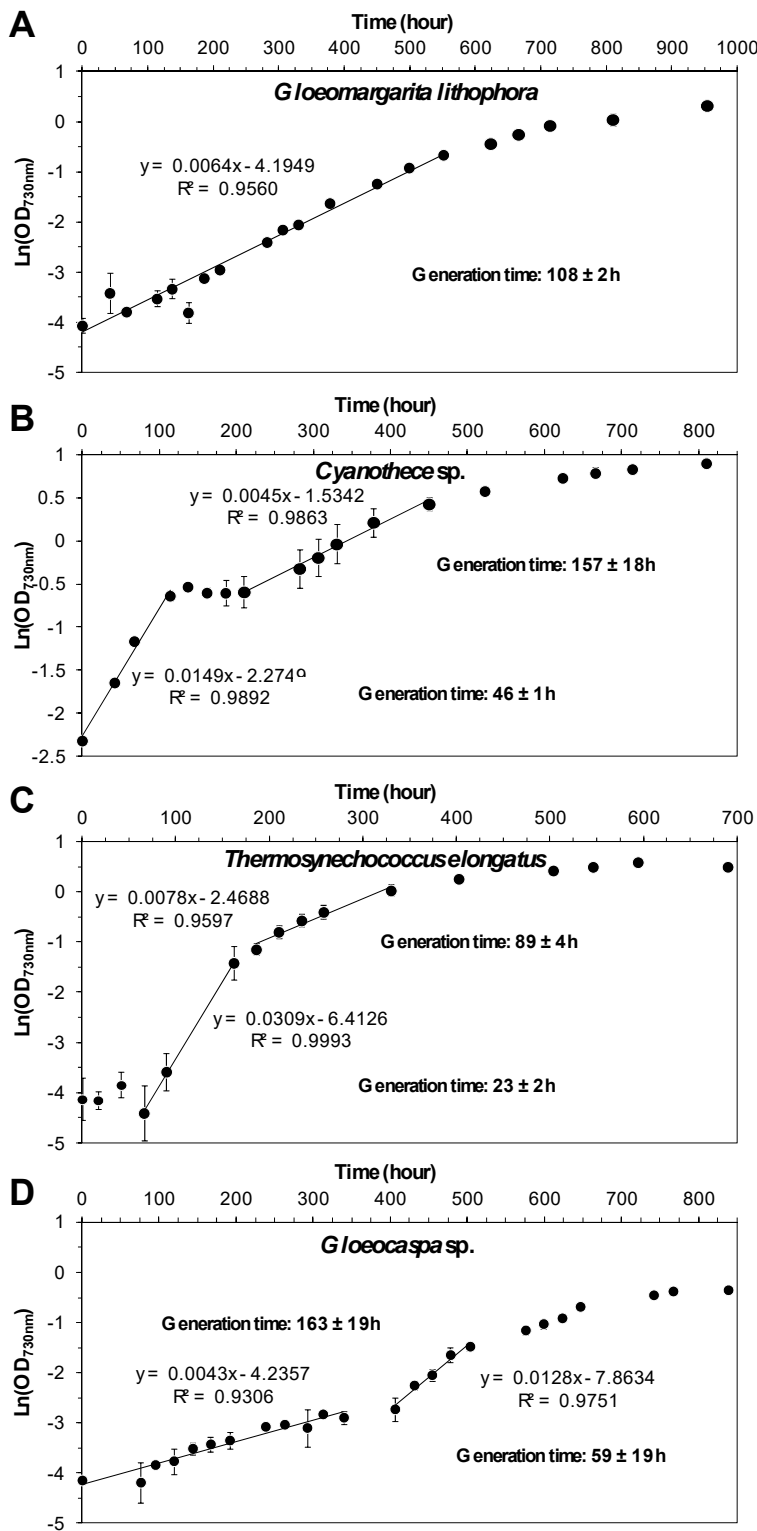 A
Time (hour)
0 100 200 300 400 500 600 700 800 900 1000
Gloeomargarita lithophora
1
0
-1
-2
-3
-4
-5
Ln(OD730nm)
y = 0.0064x - 4.1949
R² = 0.9560
Generation time: 108 ± 2h
B
Time (hour)
0 100 200 300 400 500 600 700 800
Cyanothece sp.
1
0.5
0
-0.5
-1
-1.5
-2
-2.5
Ln(OD730nm)
y = 0.0045x - 1.5342
R² = 0.9863
Generation time: 157 ± 18h
y = 0.0149x - 2.2749
R² = 0.9892
Generation time: 46 ± 1h
C
Time (hour)
0 100 200 300 400 500 600 700
Thermosynechococcus elongatus
1
0
-1
-2
-3
-4
-5
Ln(OD730nm)
y = 0.0078x - 2.4688
R² = 0.9597
Generation time: 89 ± 4h
y = 0.0309x - 6.4126
R² = 0.9993
Generation time: 23 ± 2h
D
Time (hour)
0 100 200 300 400 500 600 700 800
Gloeocaspa sp.
1
0
-1
-2
-3
-4
-5
Ln(OD730nm)
Generation time: 163 ± 19h
y = 0.0043x - 4.2357
R² = 0.9306
y = 0.0128x - 7.8634
R² = 0.9751
Generation time: 59 ± 19h